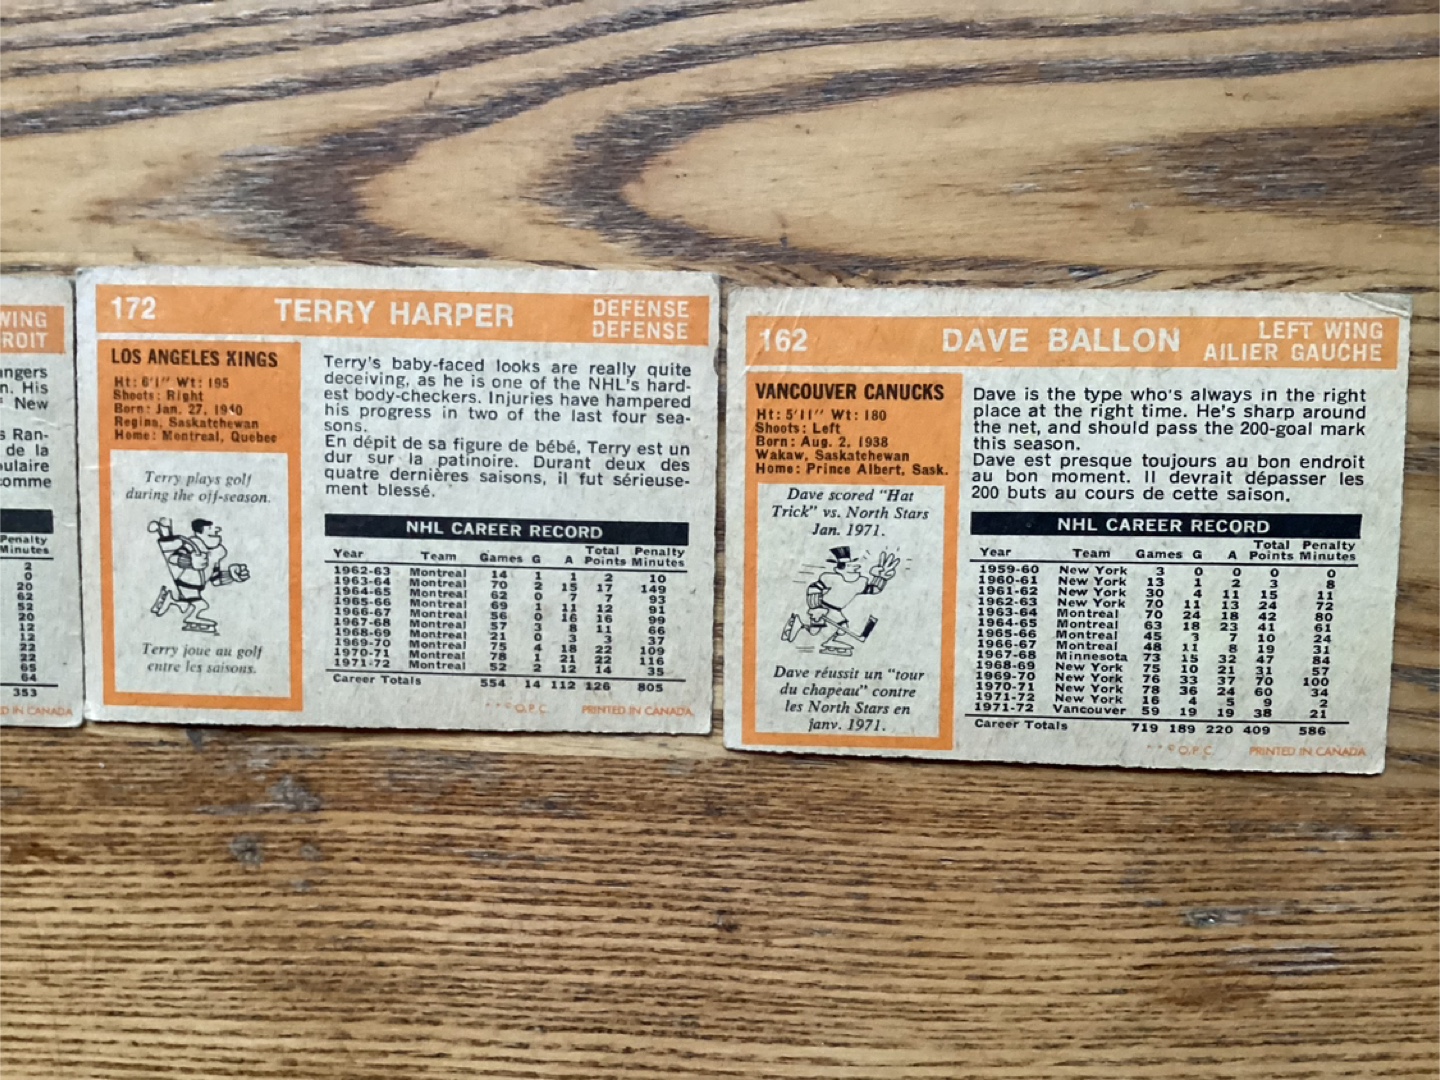 WING
ROIT
angers
n. His
New
s Ran-
de la
ulaire
comme
Penalty
Minutes
2
0
20
62
52
20
12
12
22
22
65
64
353
D IN CANADA
172 TERRY HARPER DEFENSE
DEFENSE
LOS ANGELES KINGS
Ht: 6'1" Wt: 195
Shoots: Right
Born: Jan. 27, 1940
Regina, Saskatchewan
Home: Montreal, Quebec
Terry plays golf
during the off-season.
Terry joue au golf
entre les saisons.
Terry's baby-faced looks are really quite
deceiving, as he is one of the NHL's hard-
est body-checkers. Injuries have hampered
his progress in two of the last four sea-
sons.
En dépit de sa figure de bébé, Terry est un
dur sur la patinoire. Durant deux des
quatre dernières saisons, il fut sérieuse-
ment blessé.
NHL CAREER RECORD
Year Team Games G A Total Points Penalty Minutes
1962-63 Montreal 14 1 1 2 10
1963-64 Montreal 70 2 15 17 149
1964-65 Montreal 62 0 7 7 93
1965-66 Montreal 69 1 11 12 91
1966-67 Montreal 56 0 16 16 99
1967-68 Montreal 57 3 8 11 66
1968-69 Montreal 21 0 3 3 37
1969-70 Montreal 75 4 18 22 109
1970-71 Montreal 78 1 21 22 116
1971-72 Montreal 52 2 12 14 35
Career Totals 554 14 112 126 805
**O.P.C. PRINTED IN CANADA
162 DAVE BALLON LEFT WING
AILIER GAUCHE
VANCOUVER CANUCKS
Ht: 5'11" Wt: 180
Shoots: Left
Born: Aug. 2, 1938
Wakaw, Saskatchewan
Home: Prince Albert, Sask.
Dave scored "Hat
Trick" vs. North Stars
Jan. 1971.
Dave réussit un "tour
du chapeau" contre
les North Stars en
janv. 1971.
Dave is the type who's always in the right
place at the right time. He's sharp around
the net, and should pass the 200-goal mark
this season.
Dave est presque toujours au bon endroit
au bon moment. Il devrait dépasser les
200 buts au cours de cette saison.
NHL CAREER RECORD
Year Team Games G A Total Points Penalty Minutes
1959-60 New York 3 0 0 0 0
1960-61 New York 13 1 2 3 8
1961-62 New York 30 4 11 15 11
1962-63 New York 70 11 13 24 72
1963-64 Montreal 70 24 18 42 80
1964-65 Montreal 63 18 23 41 61
1965-66 Montreal 45 3 7 10 24
1966-67 Montreal 48 11 8 19 31
1967-68 Minnesota 73 15 32 47 84
1968-69 New York 75 10 21 31 57
1969-70 New York 76 33 37 70 100
1970-71 New York 78 36 24 60 34
1971-72 New York 16 4 5 9 2
1971-72 Vancouver 59 19 19 38 21
Career Totals 719 189 220 409 586
**O.P.C. PRINTED IN CANADA